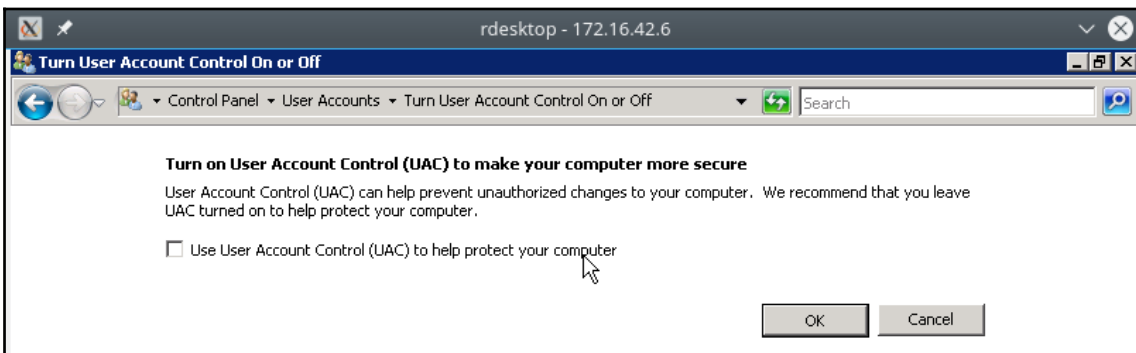 rdesktop - 172.16.42.6
Turn User Account Control On or Off
Control Panel User Accounts Turn User Account Control On or Off Search
Turn on User Account Control (UAC) to make your computer more secure
User Account Control (UAC) can help prevent unauthorized changes to your computer. We recommend that you leave
UAC turned on to help protect your computer.
Use User Account Control (UAC) to help protect your computer
OK Cancel